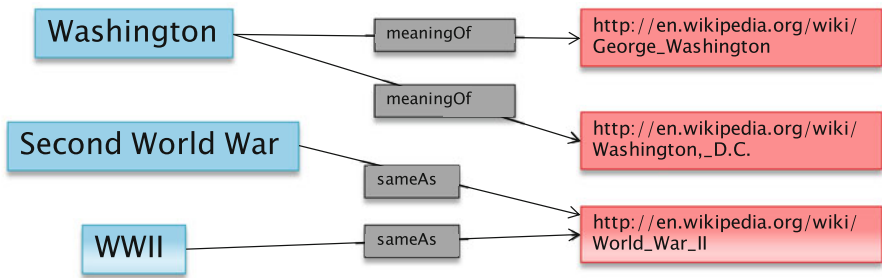 Washington
meaningOf
http://en.wikipedia.org/wiki/
George_Washington
meaningOf
http://en.wikipedia.org/wiki/
Washington,_D.C.
Second World War
sameAs
http://en.wikipedia.org/wiki/
World_War_II
WWII
sameAs